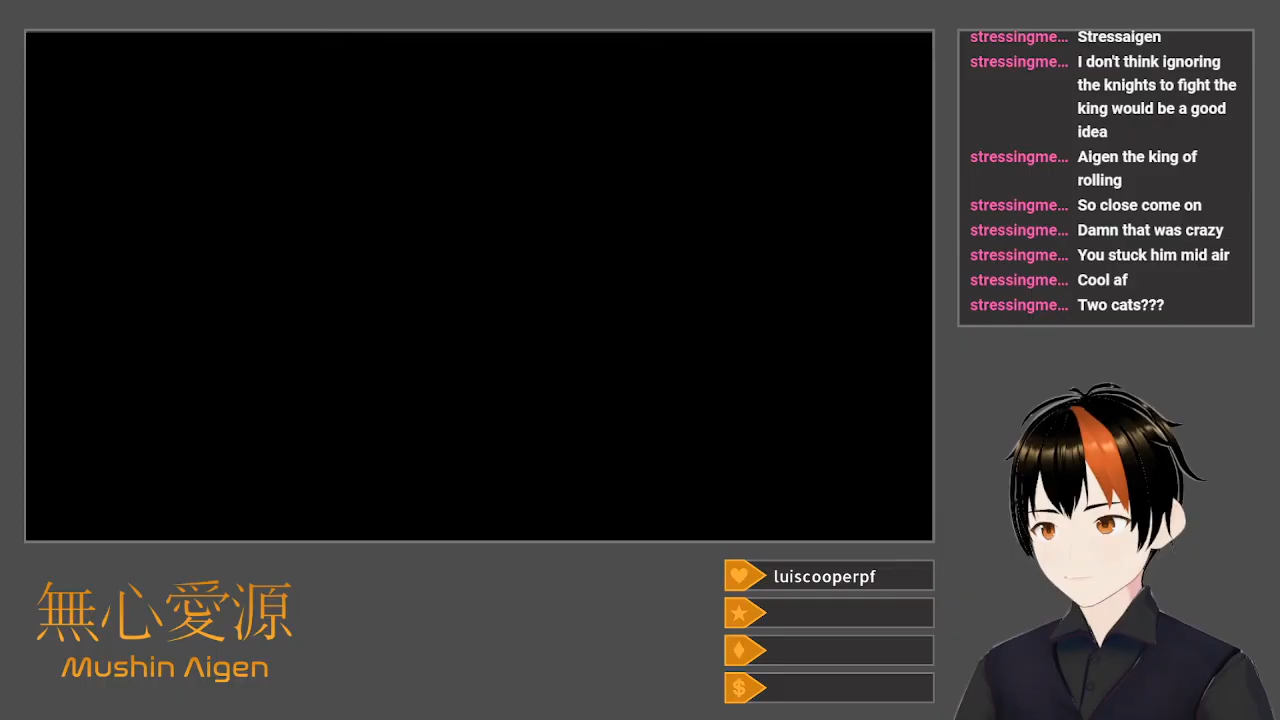 stressingme... Stressaigen
stressingme... I don't think ignoring
the knights to fight the
king would be a good
idea
stressingme... Aigen the king of
rolling
stressingme... So close come on
stressingme... Damn that was crazy
stressingme... You stuck him mid air
stressingme... Cool af
stressingme... Two cats???
luiscooperpf
無心愛源
Mushin Aigen
$